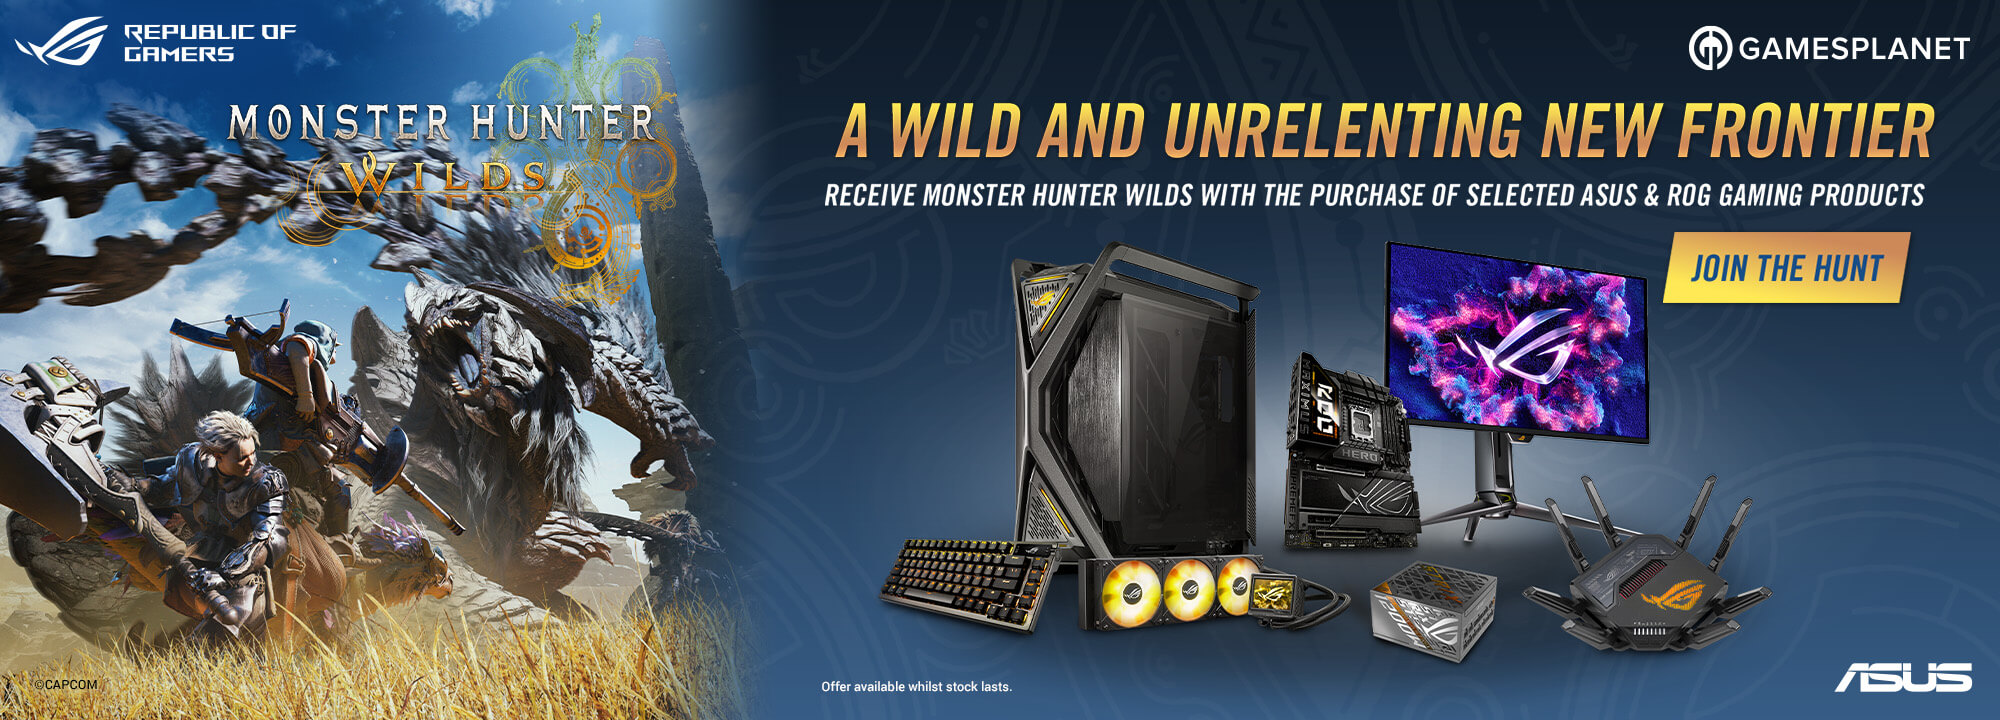 REPUBLIC OF
GAMERS
MONSTER HUNTER
WILDS
GAMESPLANET
A WILD AND UNRELENTING NEW FRONTIER
RECEIVE MONSTER HUNTER WILDS WITH THE PURCHASE OF SELECTED ASUS & ROG GAMING PRODUCTS
JOIN THE HUNT
MAXIMUS
HERO
©CAPCOM
Offer available whilst stock lasts.
ASUS